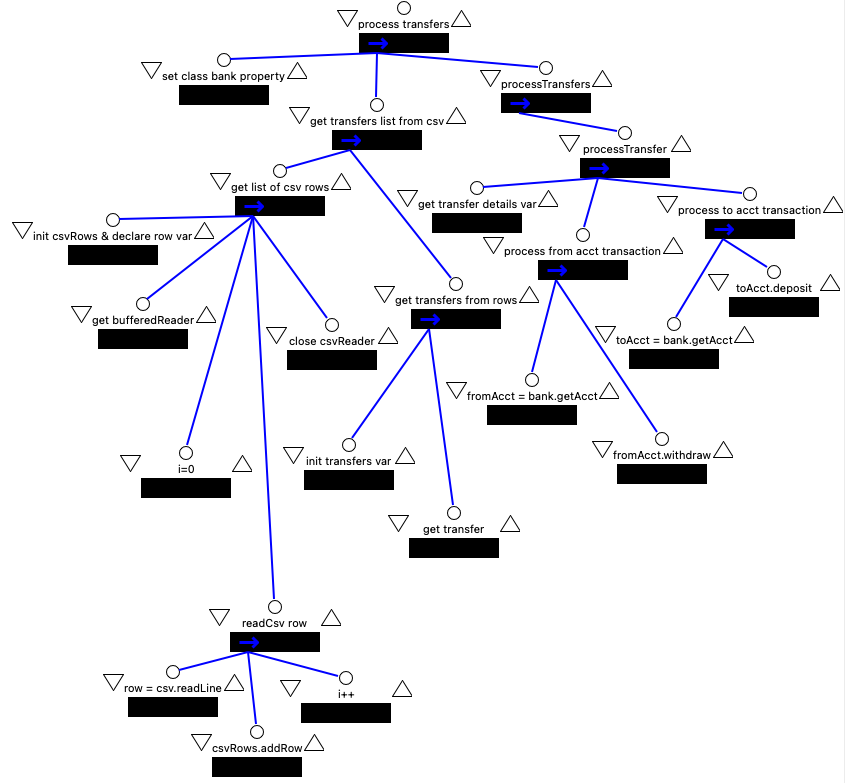 process transfers
set class bank property
processTransfers
get transfers list from csv
processTransfer
get list of csv rows
get transfer details var
process to acct transaction
init csvRows & declare row var
process from acct transaction
toAcct.deposit
get transfers from rows
get bufferedReader
close csvReader
toAcct = bank.getAcct
fromAcct = bank.getAcct
fromAcct.withdraw
init transfers var
i=0
get transfer
readCsv row
row = csv.readLine
i++
csvRows.addRow